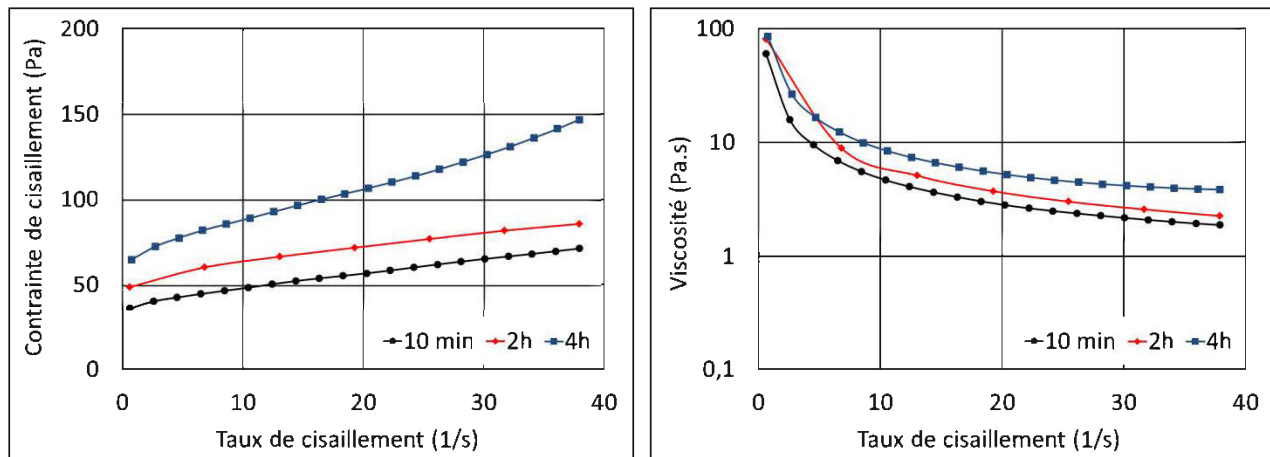 Contrainte de cisaillement (Pa)
200
150
100
50
0
10 min 2h 4h
0 10 20 30 40
Taux de cisaillement (1/s)
Viscosité (Pa.s)
100
10
1
0,1
10 min 2h 4h
0 10 20 30 40
Taux de cisaillement (1/s)